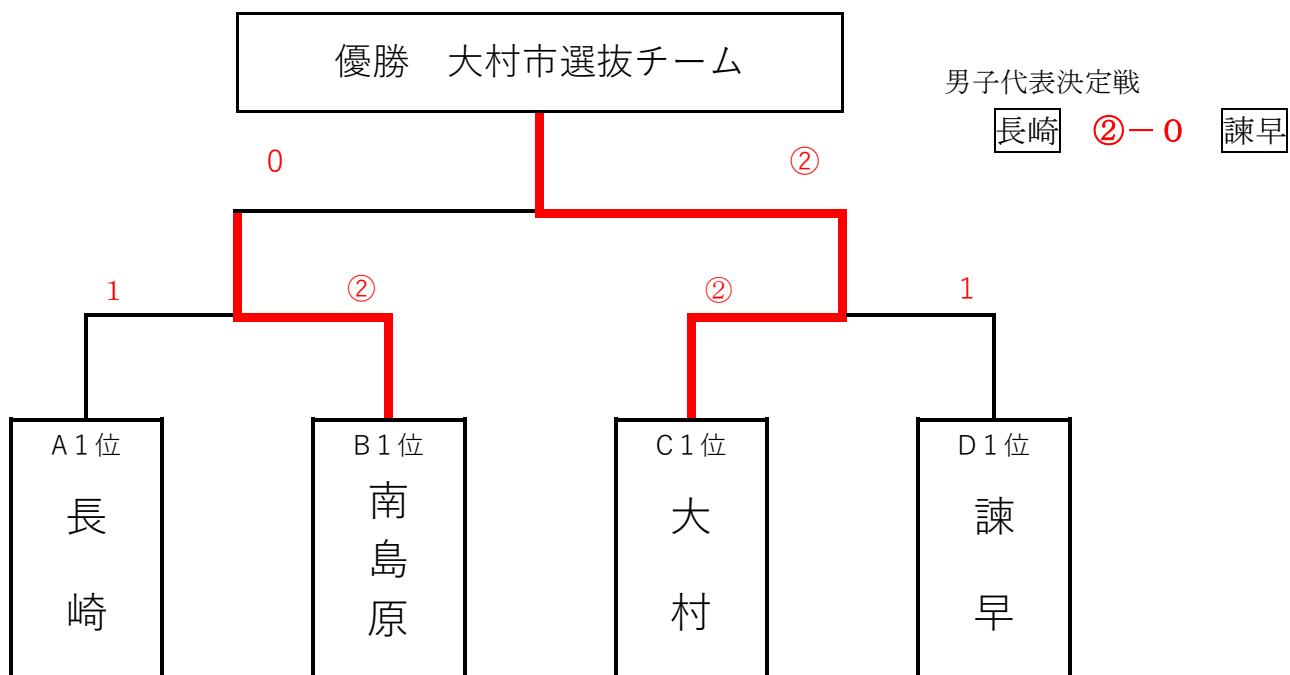 優勝　大村市選抜チーム
男子代表決定戦
長崎　②－０　諫早
0
②
1
②
②
1
A１位
長崎
B１位
南島原
C１位
大村
D１位
諫早